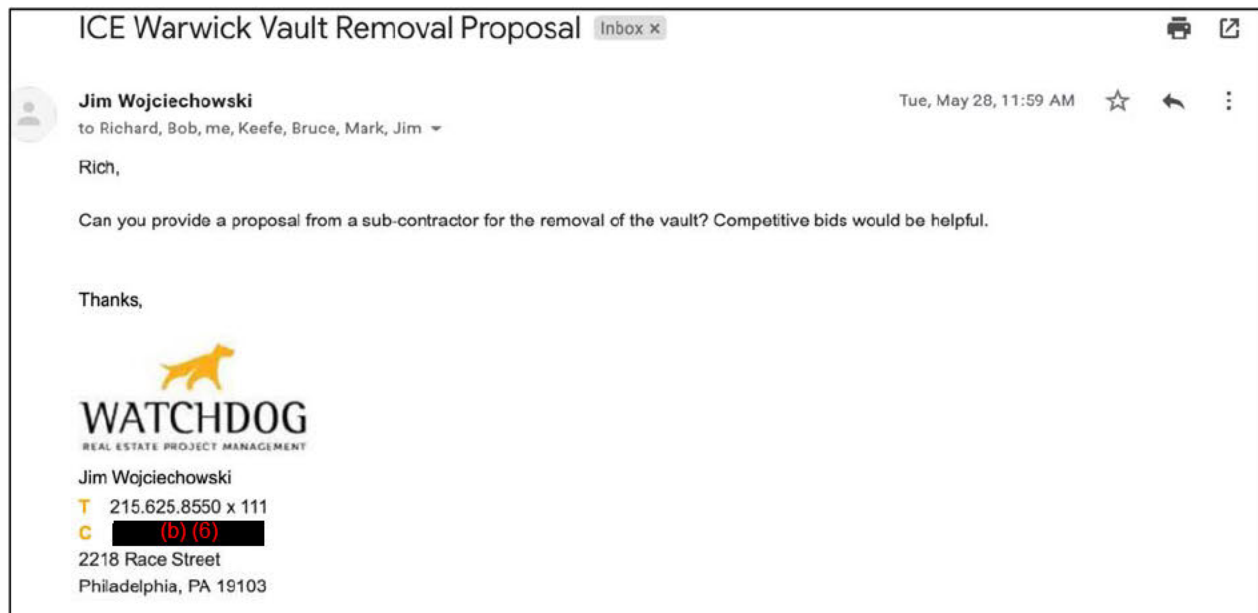 ICE Warwick Vault Removal Proposal Inbox x
Jim Wojciechowski Tue, May 28, 11:59 AM
to Richard, Bob, me, Keefe, Bruce, Mark, Jim
Rich,
Can you provide a proposal from a sub-contractor for the removal of the vault? Competitive bids would be helpful.
Thanks,
WATCHDOG
REAL ESTATE PROJECT MANAGEMENT
Jim Wojciechowski
T 215.625.8550 x 111
C (b) (6)
2218 Race Street
Philadelphia, PA 19103